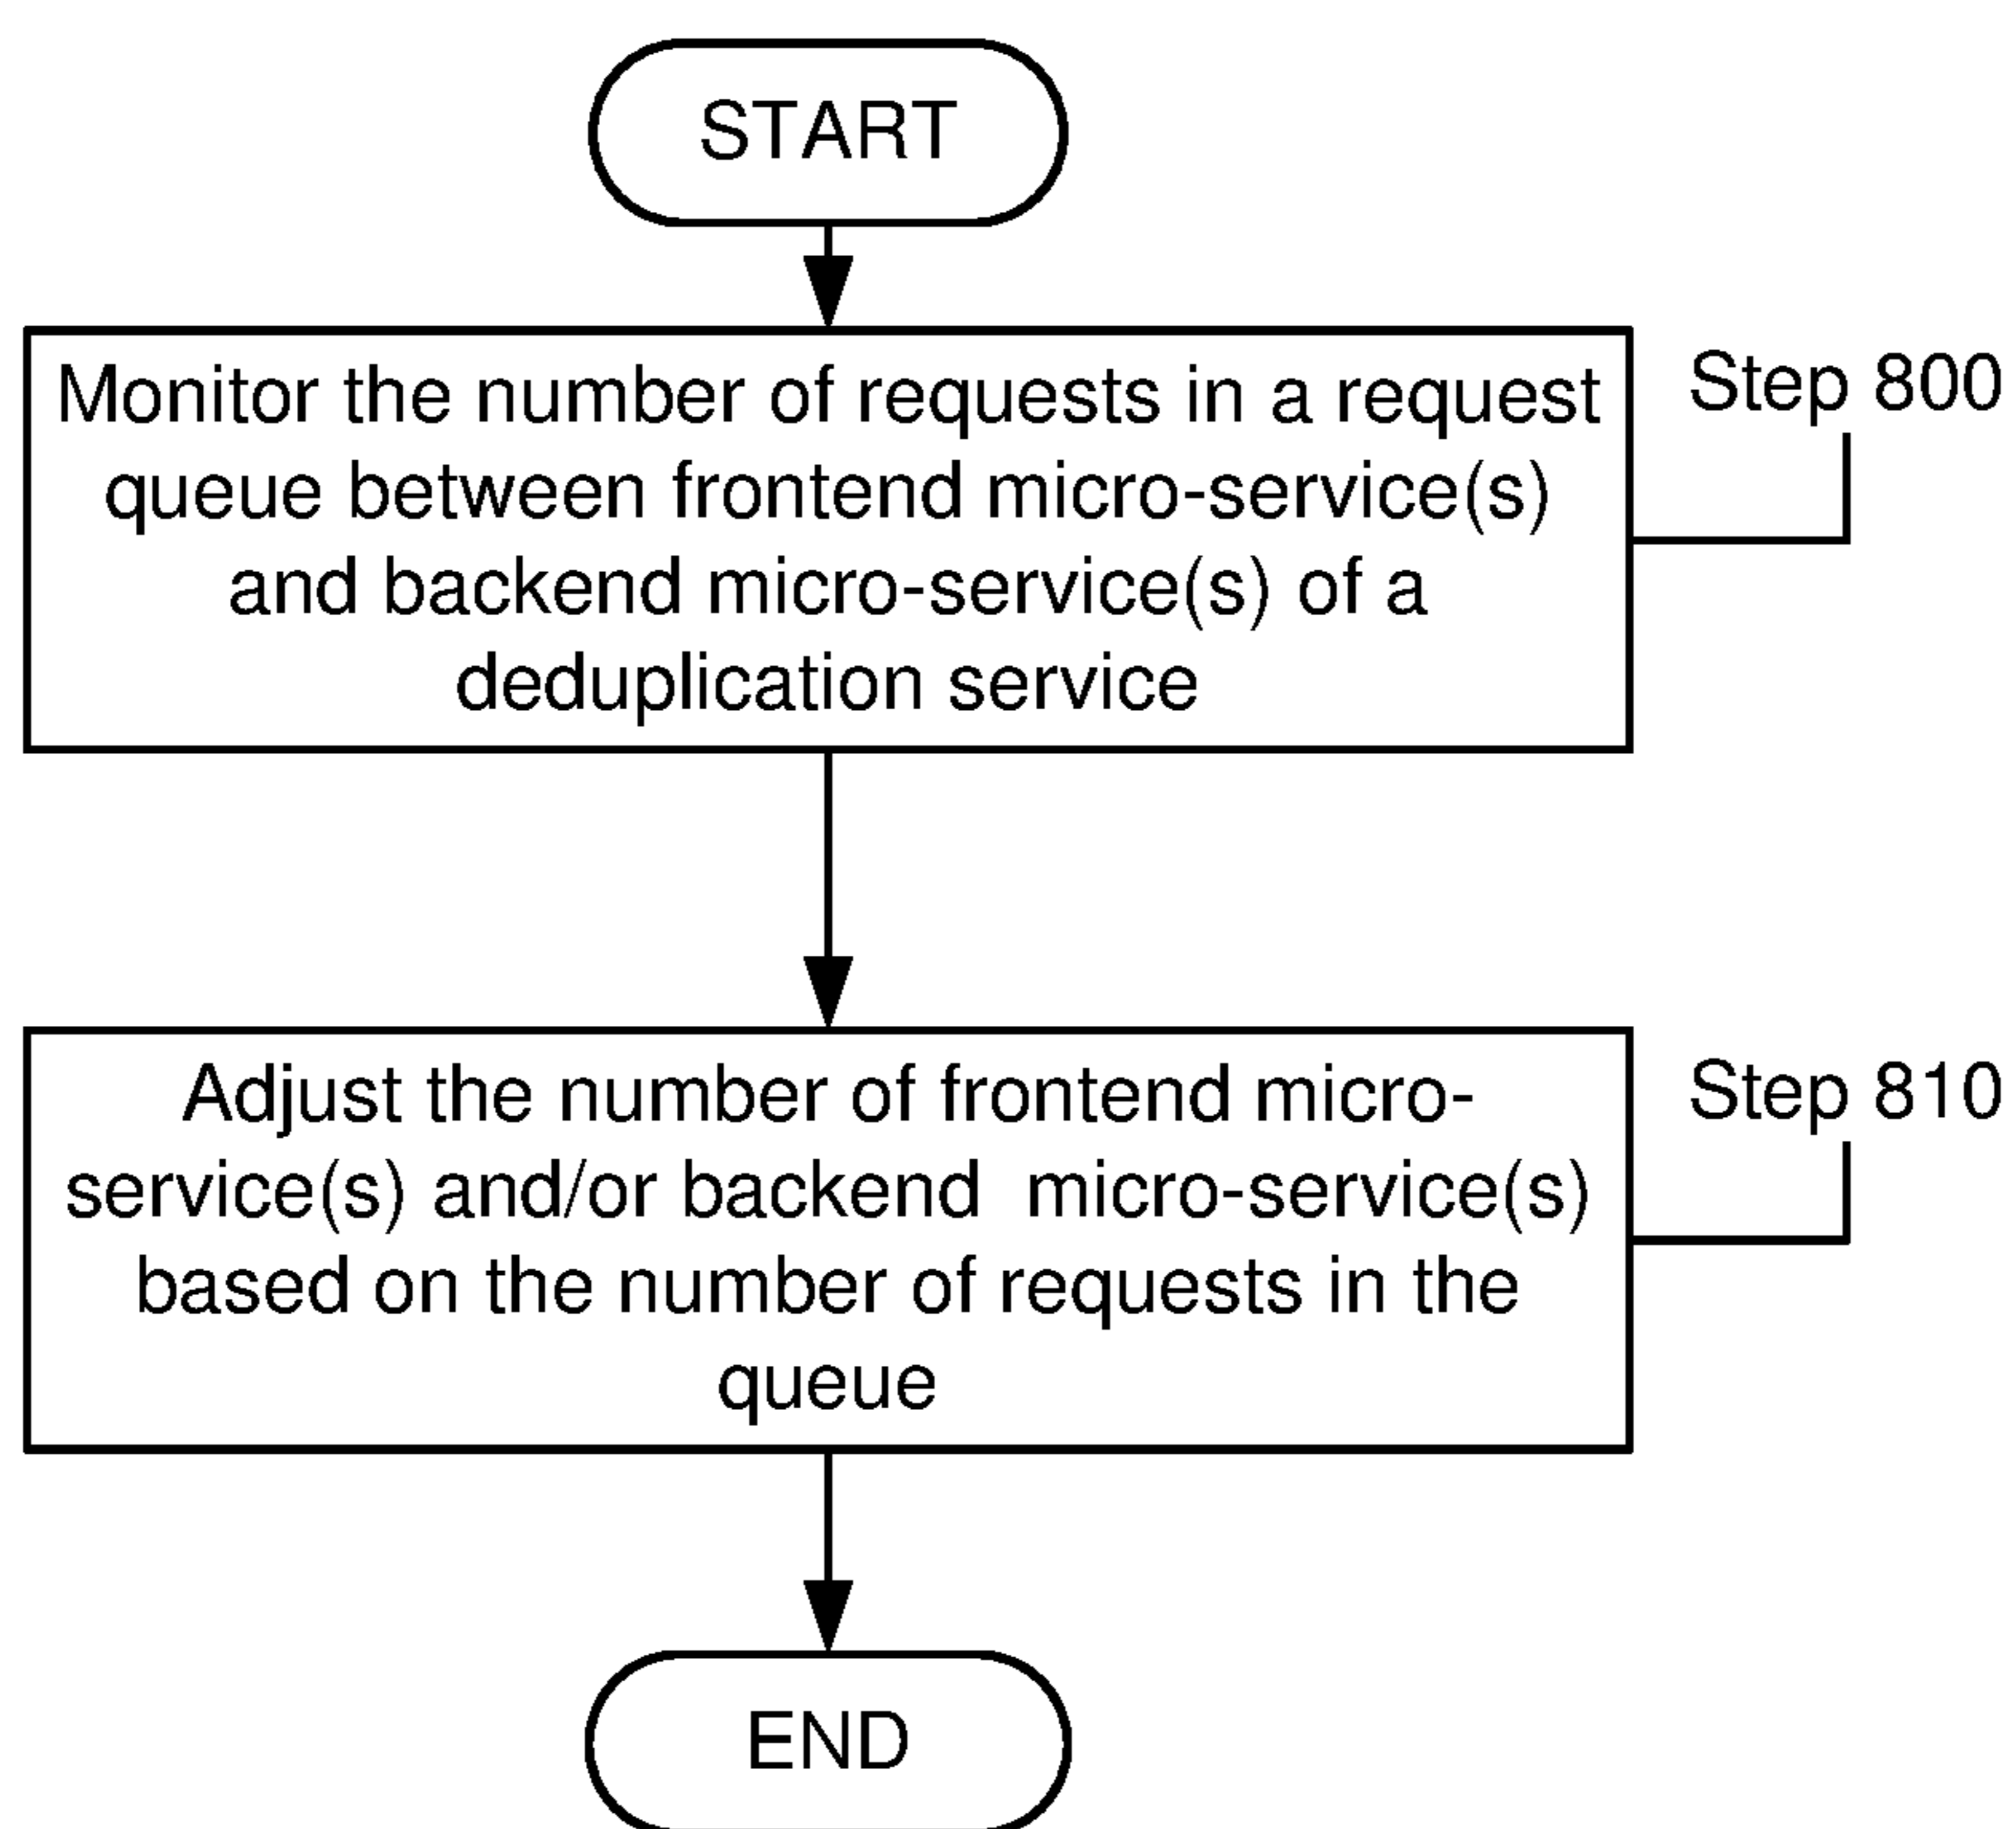 START
Monitor the number of requests in a request
queue between frontend micro-service(s)
and backend micro-service(s) of a
deduplication service
Step 800
Adjust the number of frontend micro-
service(s) and/or backend micro-service(s)
based on the number of requests in the
queue
Step 810
END